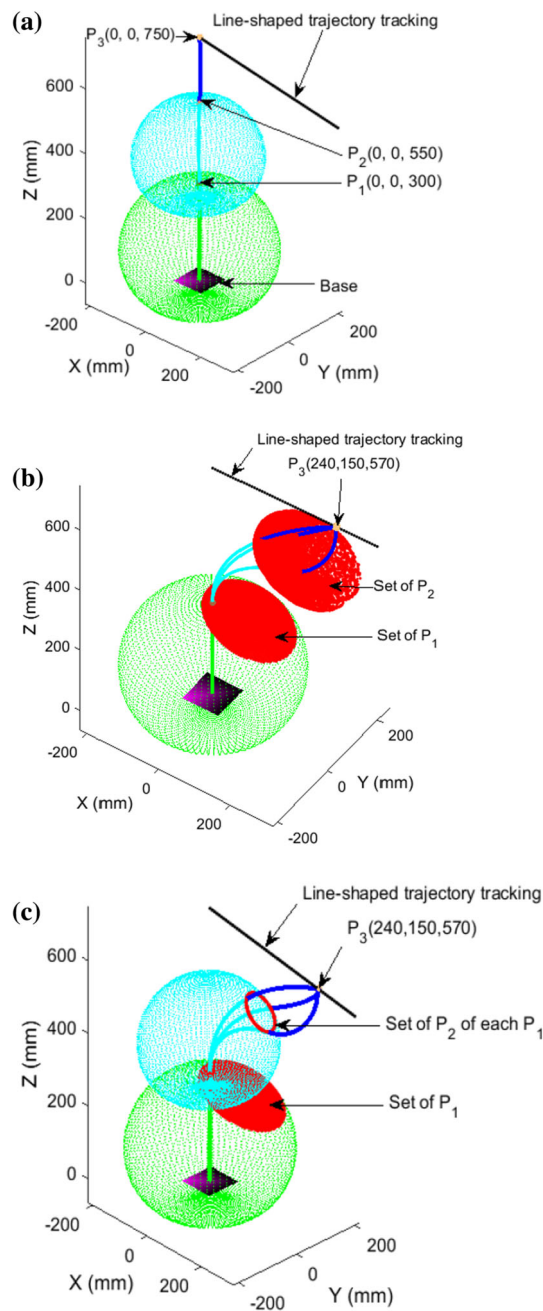 (a)
Line-shaped trajectory tracking
P3(0, 0, 750)
600
400
200
0
Z (mm)
P2(0, 0, 550)
P1(0, 0, 300)
Base
-200
0
200
X (mm)
-200
0
200
Y (mm)
(b)
Line-shaped trajectory tracking
P3(240,150,570)
600
400
200
0
Z (mm)
Set of P2
Set of P1
-200
0
200
X (mm)
-200
0
200
Y (mm)
(c)
Line-shaped trajectory tracking
P3(240,150,570)
600
400
200
0
Z (mm)
Set of P2 of each P1
Set of P1
-200
0
200
X (mm)
-200
0
200
Y (mm)